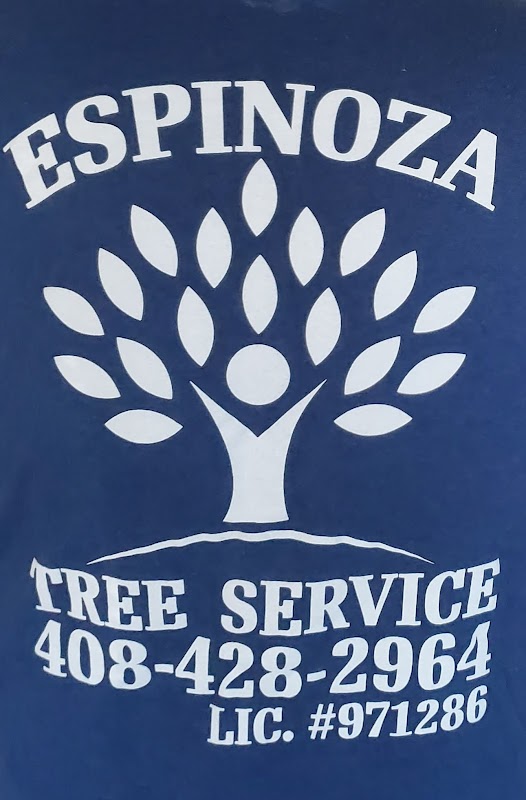 ESPINOZA
TREE SERVICE
408-428-2964
LIC. #971286